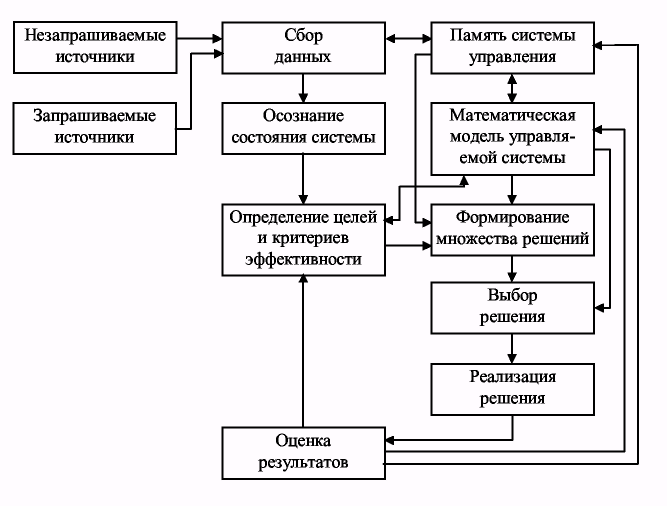 Незапрашиваемые
источники
Сбор
данных
Память системы
управления
Запрашиваемые
источники
Осознание
состояния системы
Математическая
модель управля-
емой системы
Определение целей
и критериев
эффективности
Формирование
множества решений
Выбор
решения
Реализация
решения
Оценка
результатов